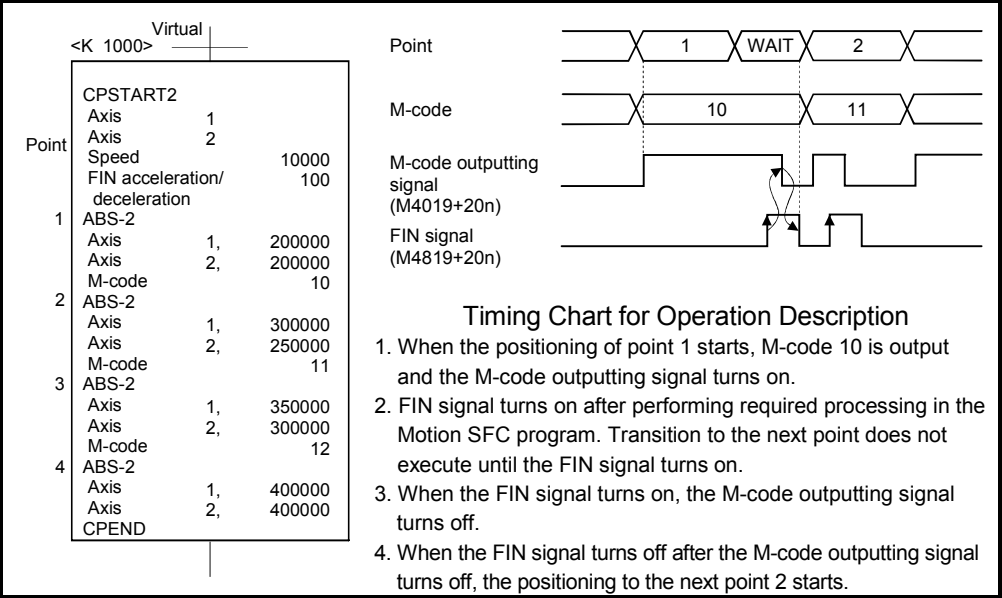 Virtual
<K 1000>
CPSTART2
Axis 1
Axis 2
Point
Speed 10000
FIN acceleration/ 100
deceleration
1 ABS-2
Axis 1, 200000
Axis 2, 200000
M-code 10
2 ABS-2
Axis 1, 300000
Axis 2, 250000
M-code 11
3 ABS-2
Axis 1, 350000
Axis 2, 300000
M-code 12
4 ABS-2
Axis 1, 400000
Axis 2, 400000
CPEND
Point 1 WAIT 2
M-code 10 11
M-code outputting
signal
(M4019+20n)
FIN signal
(M4819+20n)
Timing Chart for Operation Description
1. When the positioning of point 1 starts, M-code 10 is output
and the M-code outputting signal turns on.
2. FIN signal turns on after performing required processing in the
Motion SFC program. Transition to the next point does not
execute until the FIN signal turns on.
3. When the FIN signal turns on, the M-code outputting signal
turns off.
4. When the FIN signal turns off after the M-code outputting signal
turns off, the positioning to the next point 2 starts.